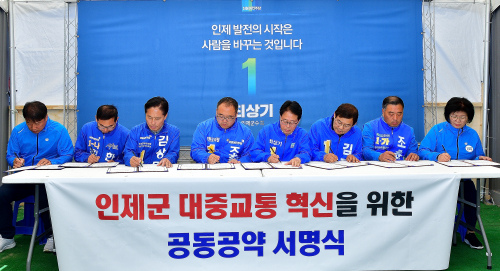 인제 발전의 시작은
사람을 바꾸는 것입니다
1
최상기
인제군 대중교통 혁신을 위한
공동공약 서명식